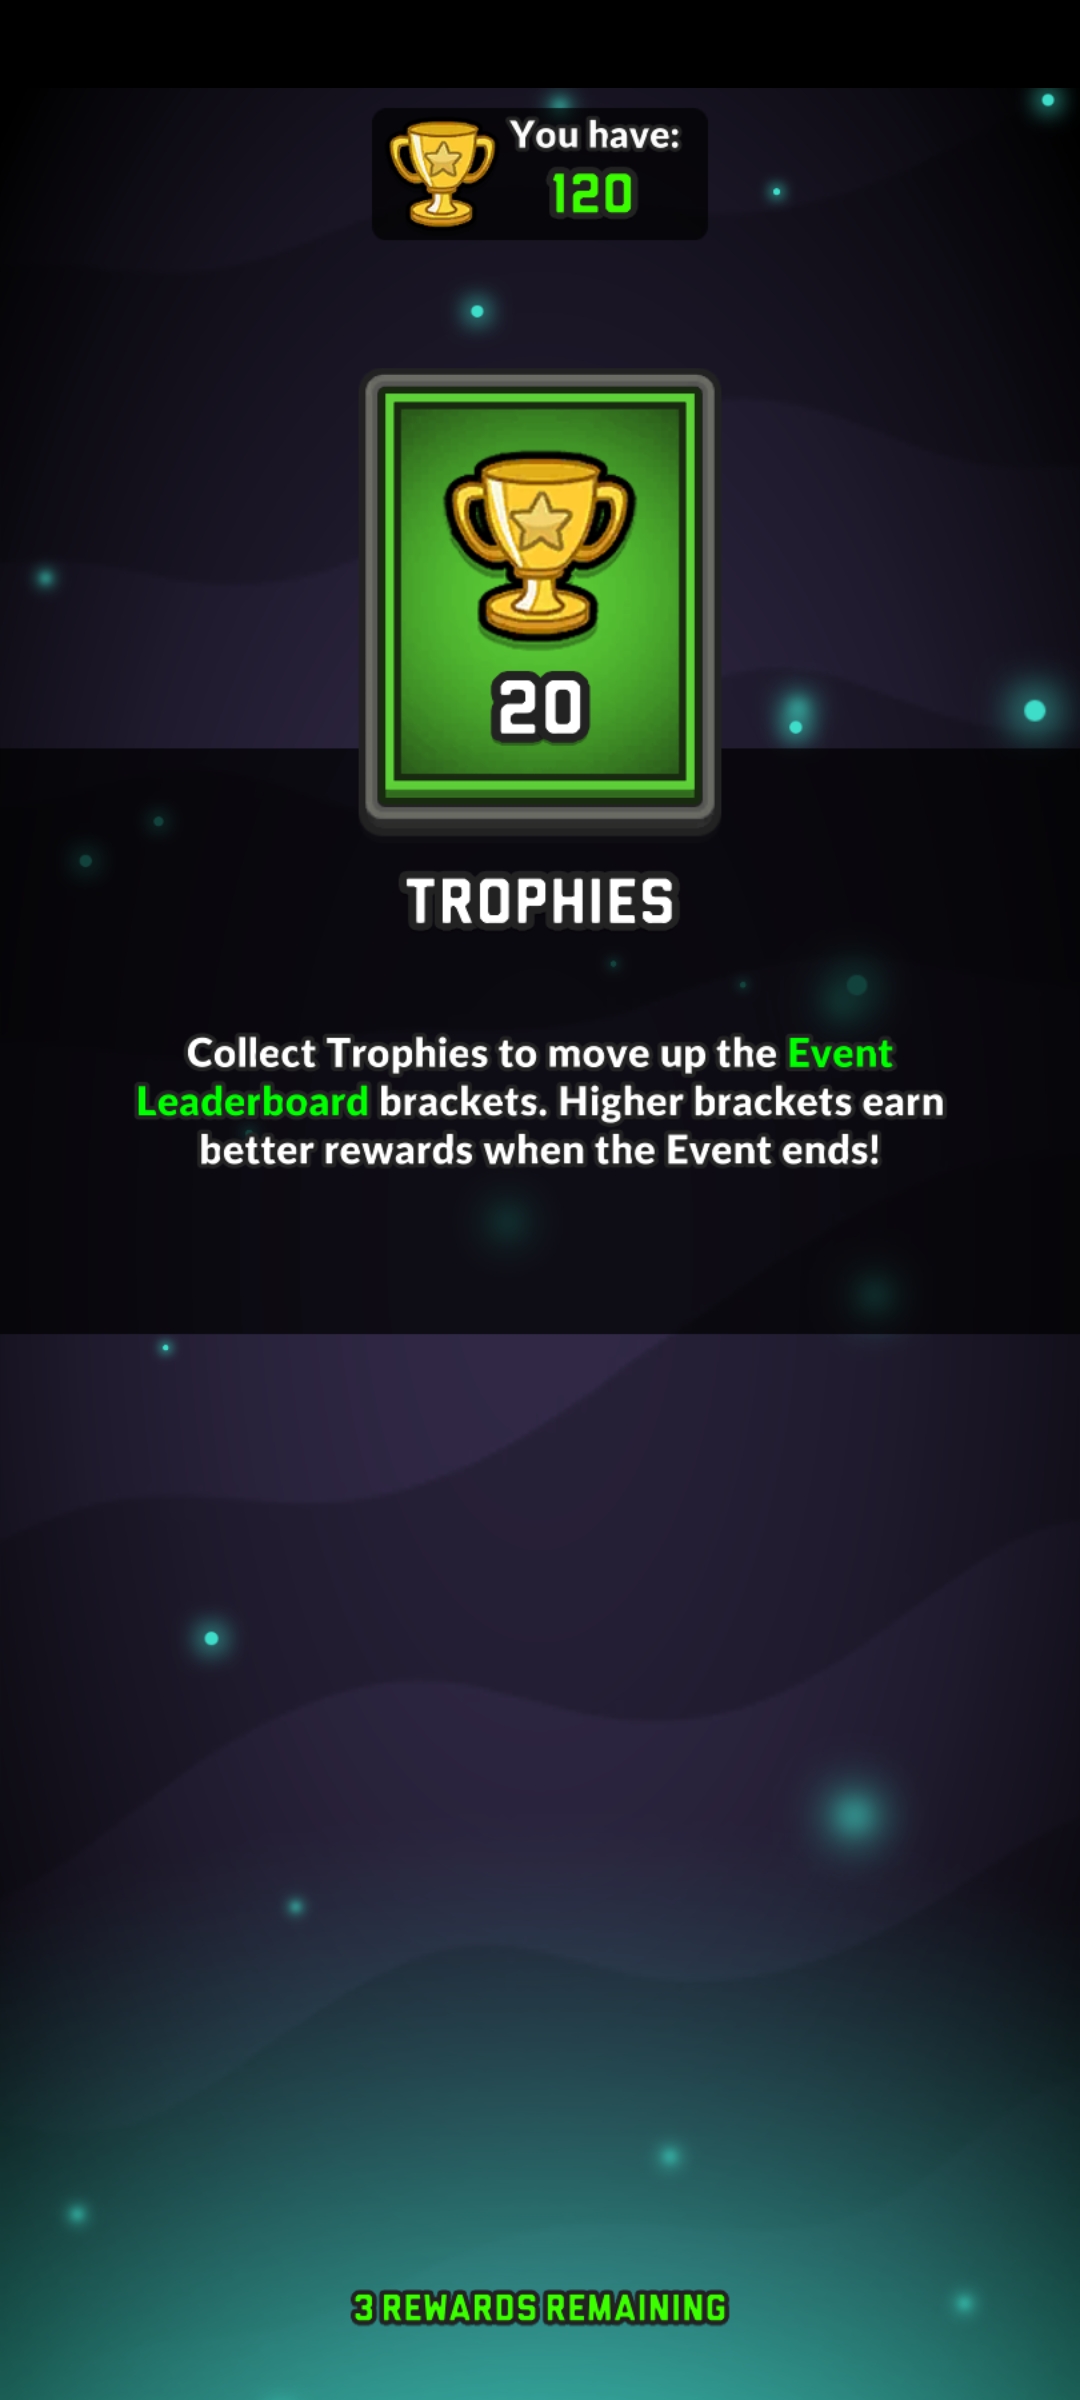 You have:
120
20
TROPHIES
Collect Trophies to move up the Event
Leaderboard brackets. Higher brackets earn
better rewards when the Event ends!
3 REWARDS REMAINING